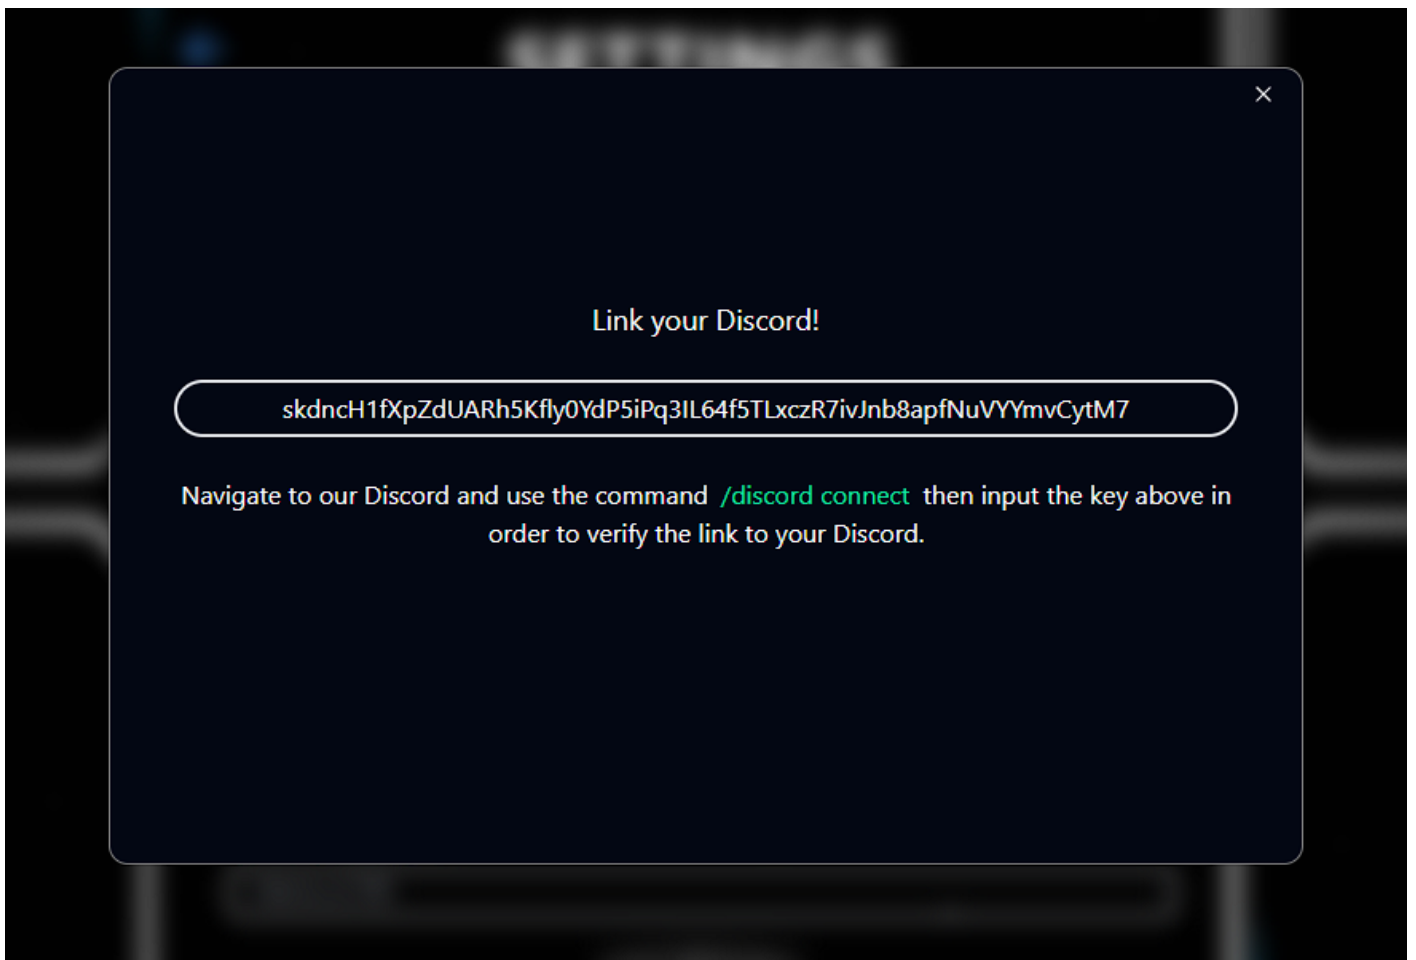 SETTINGS
Link your Discord!
skdncH1fXpZdUARh5Kfly0YdP5iPq3IL64f5TLxczR7ivJnb8apfNuVYYmvCytM7
Navigate to our Discord and use the command /discord connect then input the key above in
order to verify the link to your Discord.